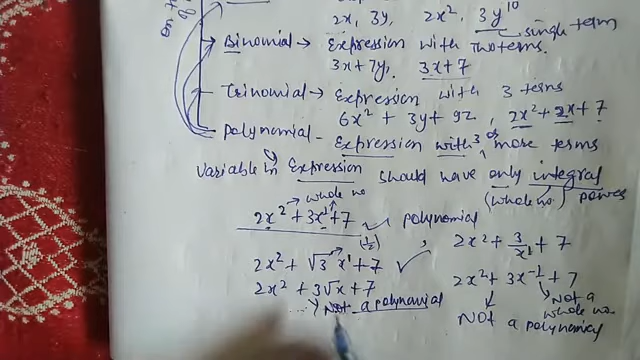 2x, 3y, 2x², 3y¹⁰
single term
Binomial → Expression with Two terms.
3x + 7y, 3x + 7
Trinomial → Expression with 3 terms
6x² + 3y + 9z, 2x² + 2x + 7
polynomial - Expression with 3 or more terms
Variable in Expression should have only integral
(whole no.) powers
→ whole no
2x² + 3x¹ + 7 ✓ polynomial
(1/2)
2x² + √3 x¹ + 7 ✓ , 2x² + 3/x¹ + 7
2x² + 3√x + 7 2x² + 3x⁻¹ + 7
Not a polynomial
Not a
whole no.
NOT a polynomial